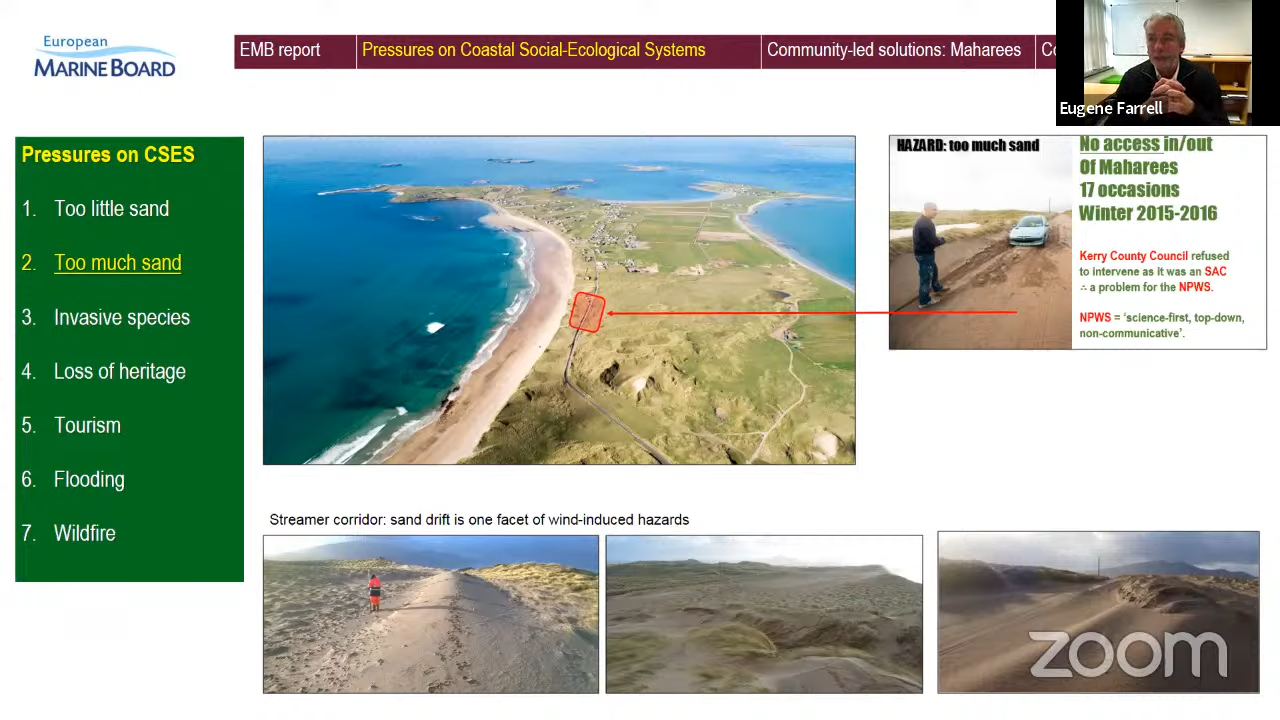 European
MARINE BOARD
EMB report
Pressures on Coastal Social-Ecological Systems
Community-led solutions: Maharees
Co
Eugene Farrell
Pressures on CSES
1. Too little sand
2. Too much sand
3. Invasive species
4. Loss of heritage
5. Tourism
6. Flooding
7. Wildfire
HAZARD: too much sand
No access in/out
Of Maharees
17 occasions
Winter 2015-2016
Kerry County Council refused
to intervene as it was an SAC
∴ a problem for the NPWS.
NPWS = ‘science-first, top-down,
non-communicative’.
Streamer corridor: sand drift is one facet of wind-induced hazards
zoom